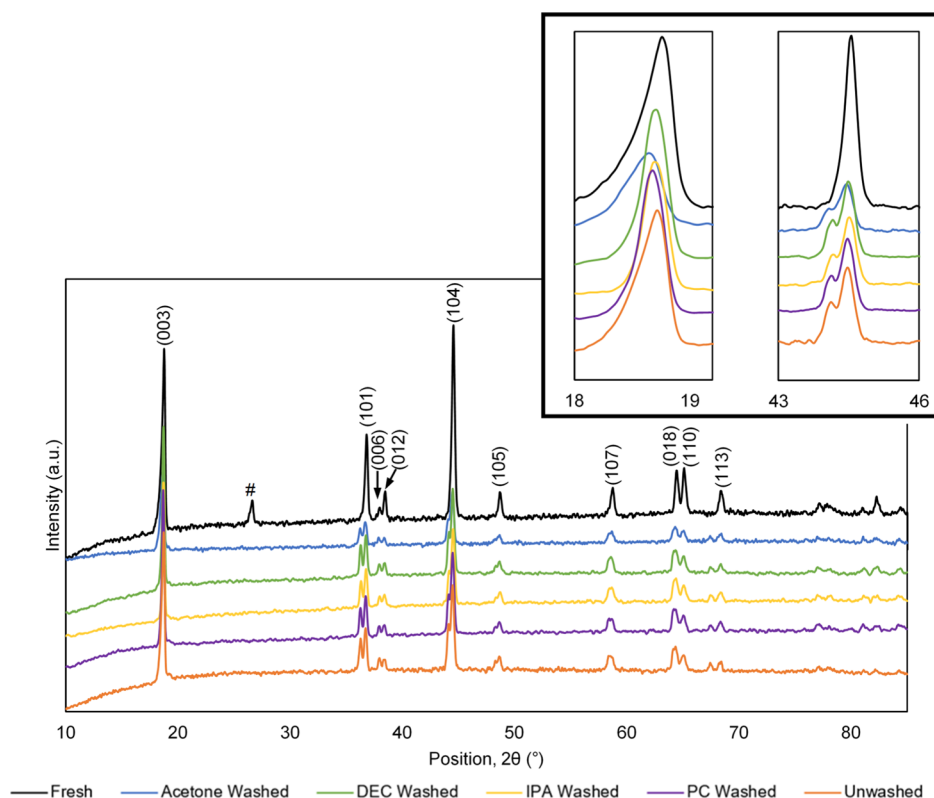 18 19 43 46
(003)
(104)
(101)
(006)
(012)
#
(105)
(107)
(018)
(110)
(113)
Intensity (a.u.)
10 20 30 40 50 60 70 80
Position, 2θ (°)
Fresh Acetone Washed DEC Washed IPA Washed PC Washed Unwashed